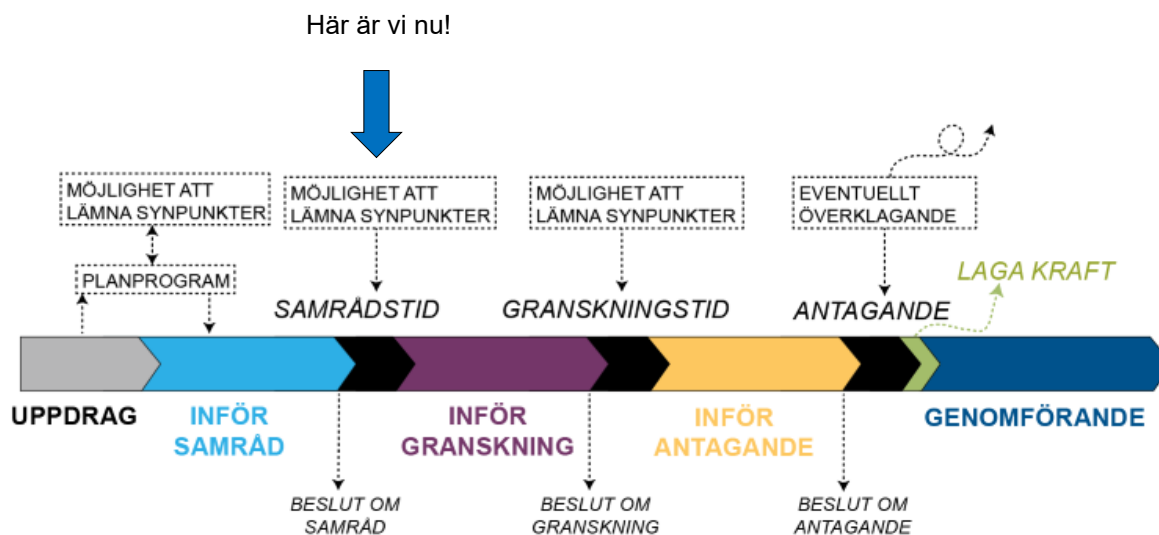 Här är vi nu!
MÖJLIGHET ATT
LÄMNA SYNPUNKTER
MÖJLIGHET ATT
LÄMNA SYNPUNKTER
MÖJLIGHET ATT
LÄMNA SYNPUNKTER
EVENTUELLT
ÖVERKLAGANDE
PLANPROGRAM
LAGA KRAFT
SAMRÅDSTID
GRANSKNINGSTID
ANTAGANDE
UPPDRAG
INFÖR
SAMRÅD
INFÖR
GRANSKNING
INFÖR
ANTAGANDE
GENOMFÖRANDE
BESLUT OM
SAMRÅD
BESLUT OM
GRANSKNING
BESLUT OM
ANTAGANDE